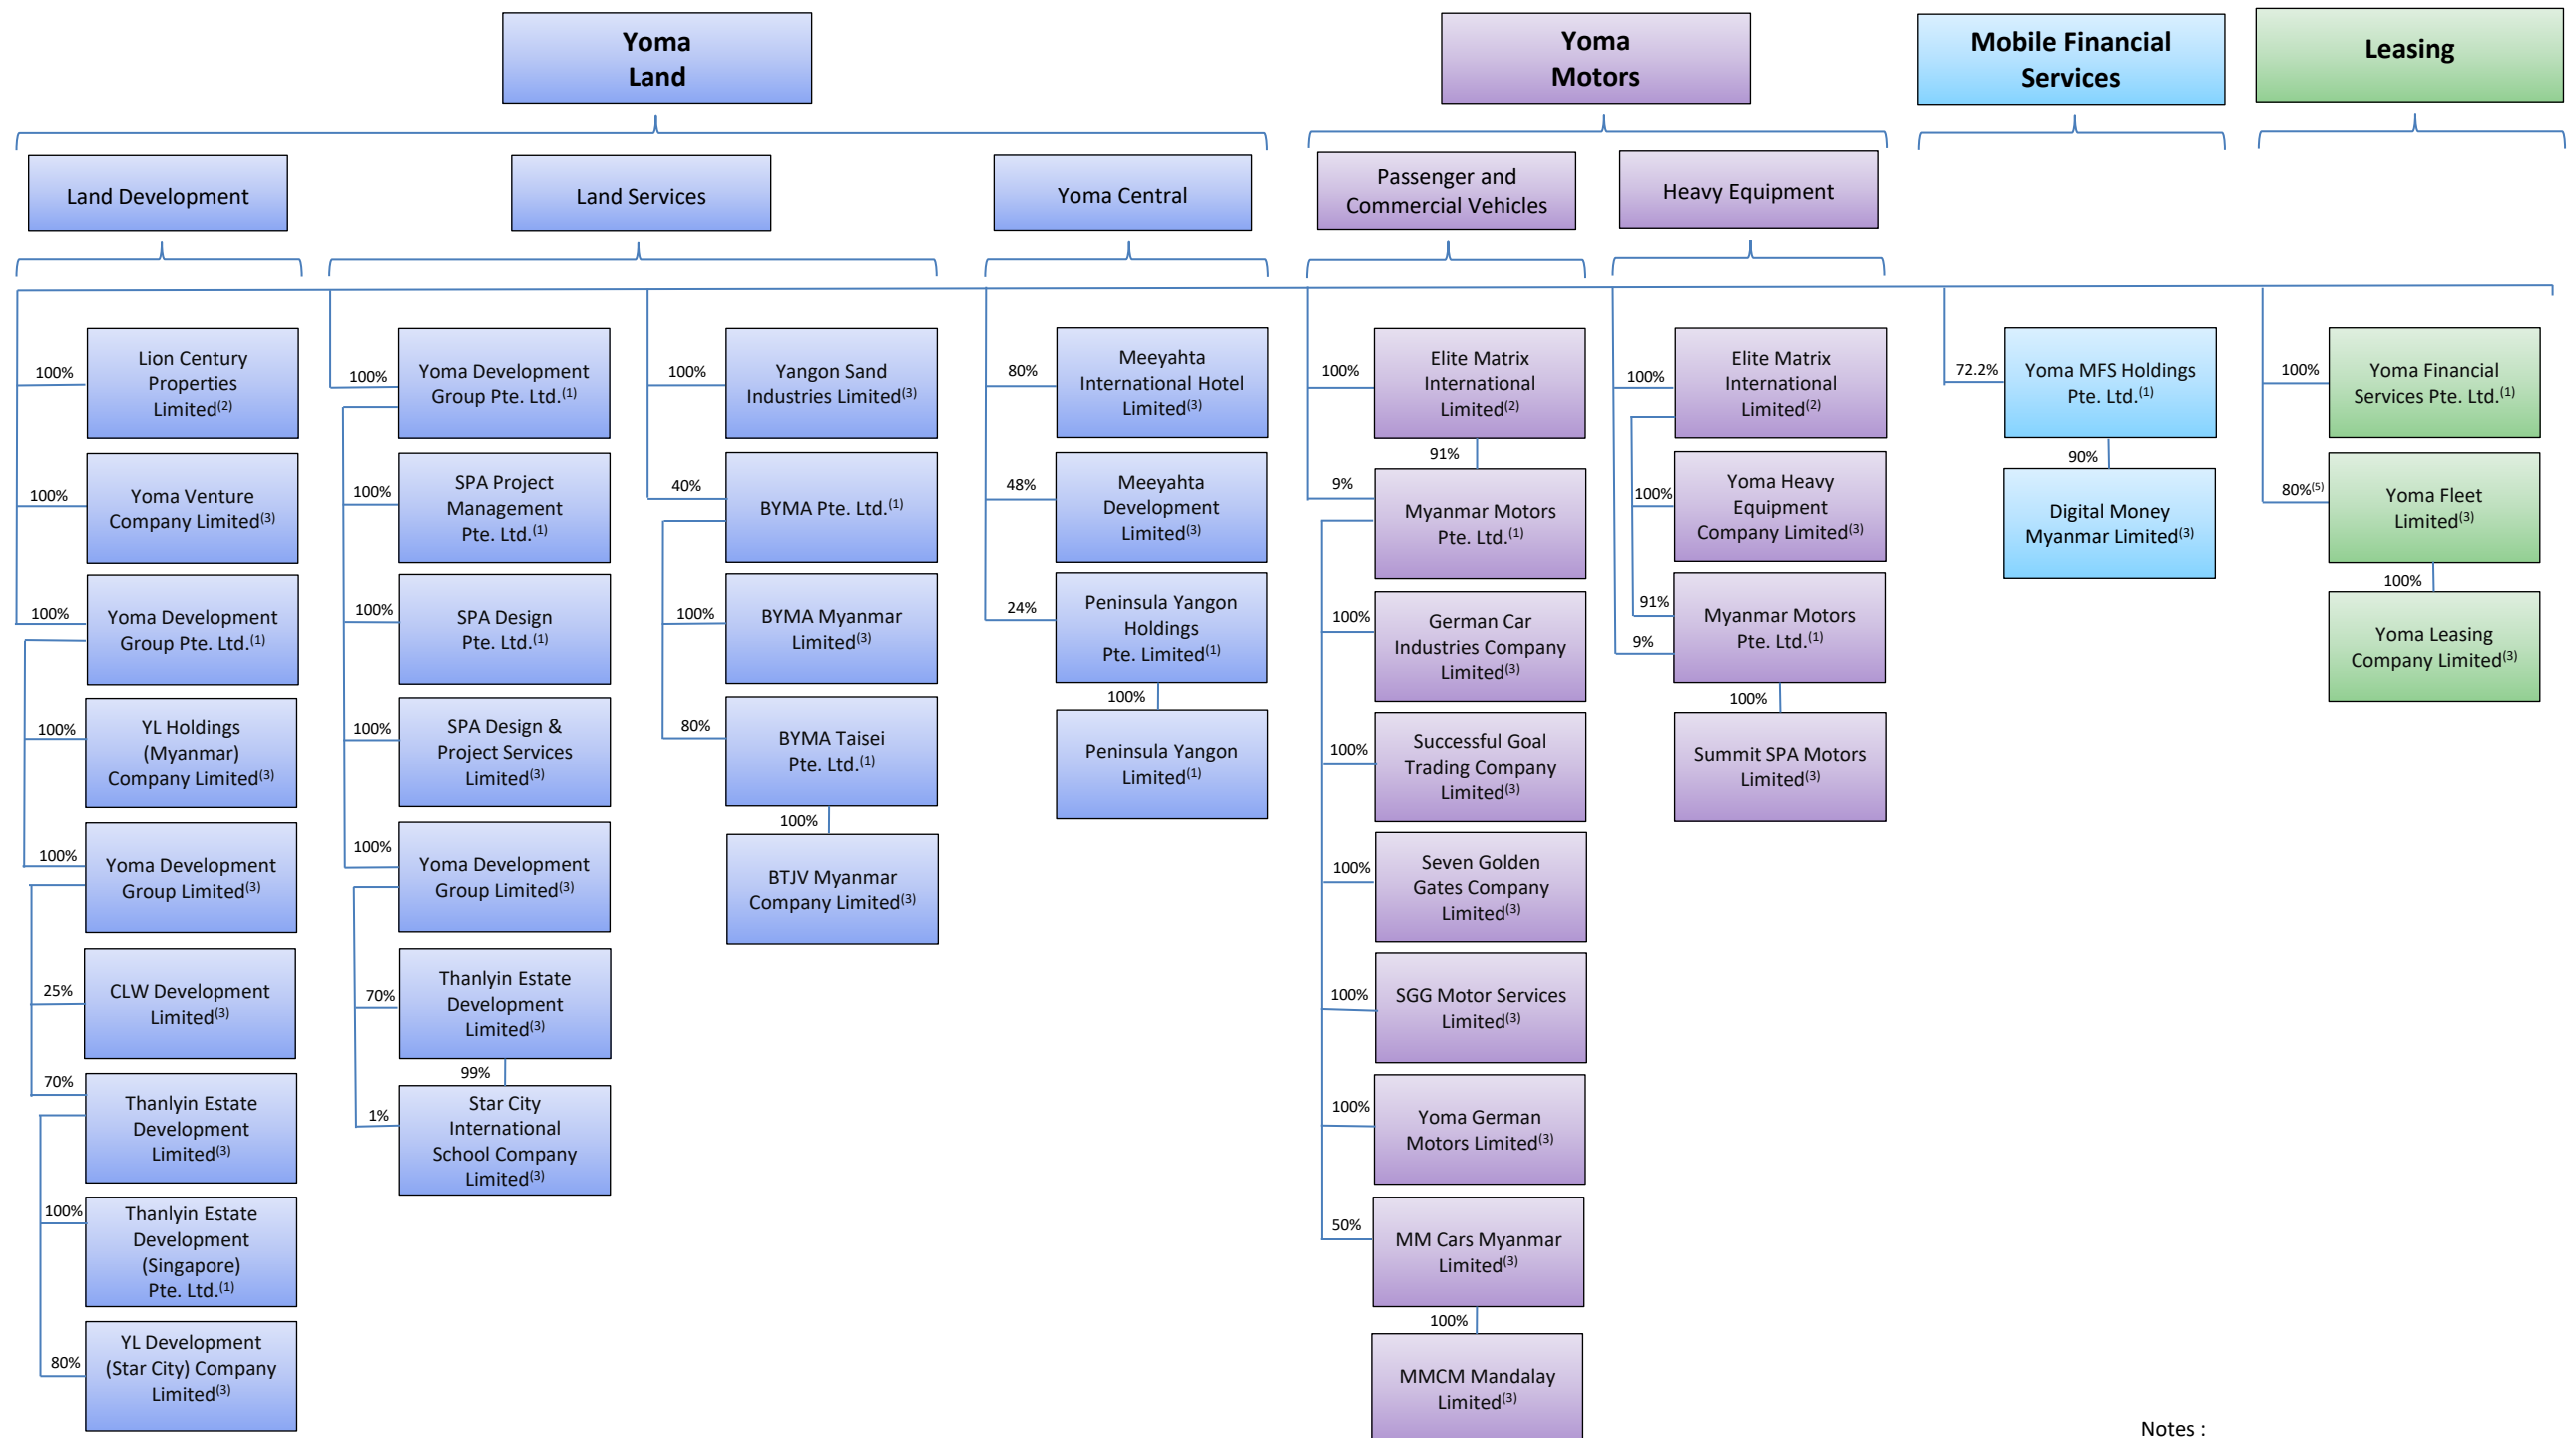 Yoma
Land
Yoma
Motors
Mobile Financial
Services
Leasing
Land Development
Land Services
Yoma Central
Passenger and
Commercial Vehicles
Heavy Equipment
100%
Lion Century
Properties
Limited(2)
100%
Yoma Venture
Company Limited(3)
100%
Yoma Development
Group Pte. Ltd.(1)
100%
YL Holdings
(Myanmar)
Company Limited(3)
100%
Yoma Development
Group Limited(3)
25%
CLW Development
Limited(3)
70%
Thanlyin Estate
Development
Limited(3)
100%
Thanlyin Estate
Development
(Singapore)
Pte. Ltd.(1)
80%
YL Development
(Star City) Company
Limited(3)
100%
Yoma Development
Group Pte. Ltd.(1)
100%
SPA Project
Management
Pte. Ltd.(1)
100%
SPA Design
Pte. Ltd.(1)
100%
SPA Design &
Project Services
Limited(3)
100%
Yoma Development
Group Limited(3)
70%
Thanlyin Estate
Development
Limited(3)
99%
1%
Star City
International
School Company
Limited(3)
100%
Yangon Sand
Industries Limited(3)
40%
BYMA Pte. Ltd.(1)
100%
BYMA Myanmar
Limited(3)
80%
BYMA Taisei
Pte. Ltd.(1)
100%
BTJV Myanmar
Company Limited(3)
80%
Meeyahta
International Hotel
Limited(3)
48%
Meeyahta
Development
Limited(3)
24%
Peninsula Yangon
Holdings
Pte. Limited(1)
100%
Peninsula Yangon
Limited(1)
100%
Elite Matrix
International
Limited(2)
91%
9%
Myanmar Motors
Pte. Ltd.(1)
100%
German Car
Industries Company
Limited(3)
100%
Successful Goal
Trading Company
Limited(3)
100%
Seven Golden
Gates Company
Limited(3)
100%
SGG Motor Services
Limited(3)
100%
Yoma German
Motors Limited(3)
50%
MM Cars Myanmar
Limited(3)
100%
MMCM Mandalay
Limited(3)
100%
Elite Matrix
International
Limited(2)
100%
Yoma Heavy
Equipment
Company Limited(3)
91%
9%
Myanmar Motors
Pte. Ltd.(1)
100%
Summit SPA Motors
Limited(3)
72.2%
Yoma MFS Holdings
Pte. Ltd.(1)
90%
Digital Money
Myanmar Limited(3)
100%
Yoma Financial
Services Pte. Ltd.(1)
80%(5)
Yoma Fleet
Limited(3)
100%
Yoma Leasing
Company Limited(3)
Notes :